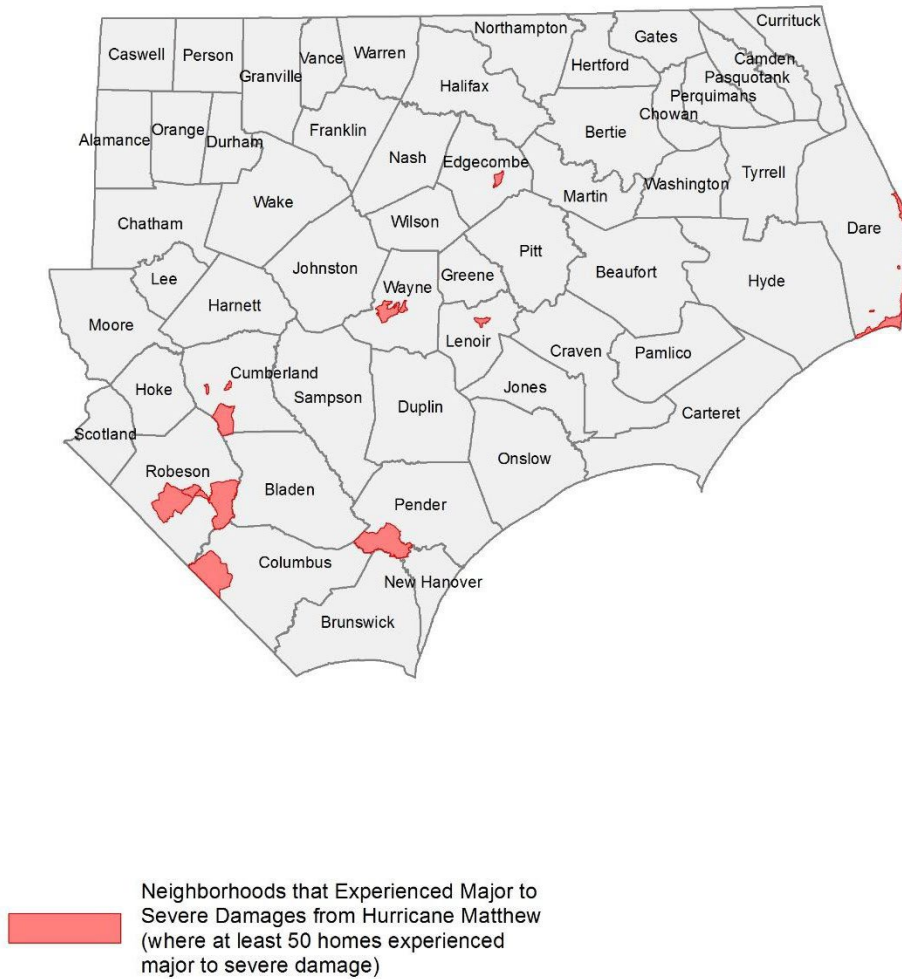 Currituck
Northampton
Gates
Caswell
Person
Vance
Warren
Camden
Hertford
Granville
Pasquotank
Halifax
Perquimans
Chowan
Alamance
Orange
Durham
Franklin
Bertie
Nash
Edgecombe
Tyrrell
Washington
Martin
Wake
Chatham
Wilson
Dare
Pitt
Johnston
Greene
Beaufort
Lee
Hyde
Wayne
Harnett
Moore
Lenoir
Craven
Pamlico
Cumberland
Hoke
Jones
Sampson
Duplin
Carteret
Scotland
Onslow
Robeson
Bladen
Pender
Columbus
New Hanover
Brunswick
Neighborhoods that Experienced Major to
Severe Damages from Hurricane Matthew
(where at least 50 homes experienced
major to severe damage)